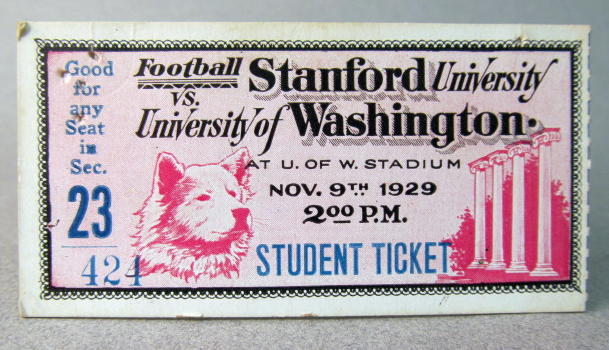 Good
for
any
Seat
in
Sec.
23
424
Football Stanford University
vs.
University of Washington.
AT U. OF W. STADIUM
NOV. 9TH 1929
200 P.M.
STUDENT TICKET